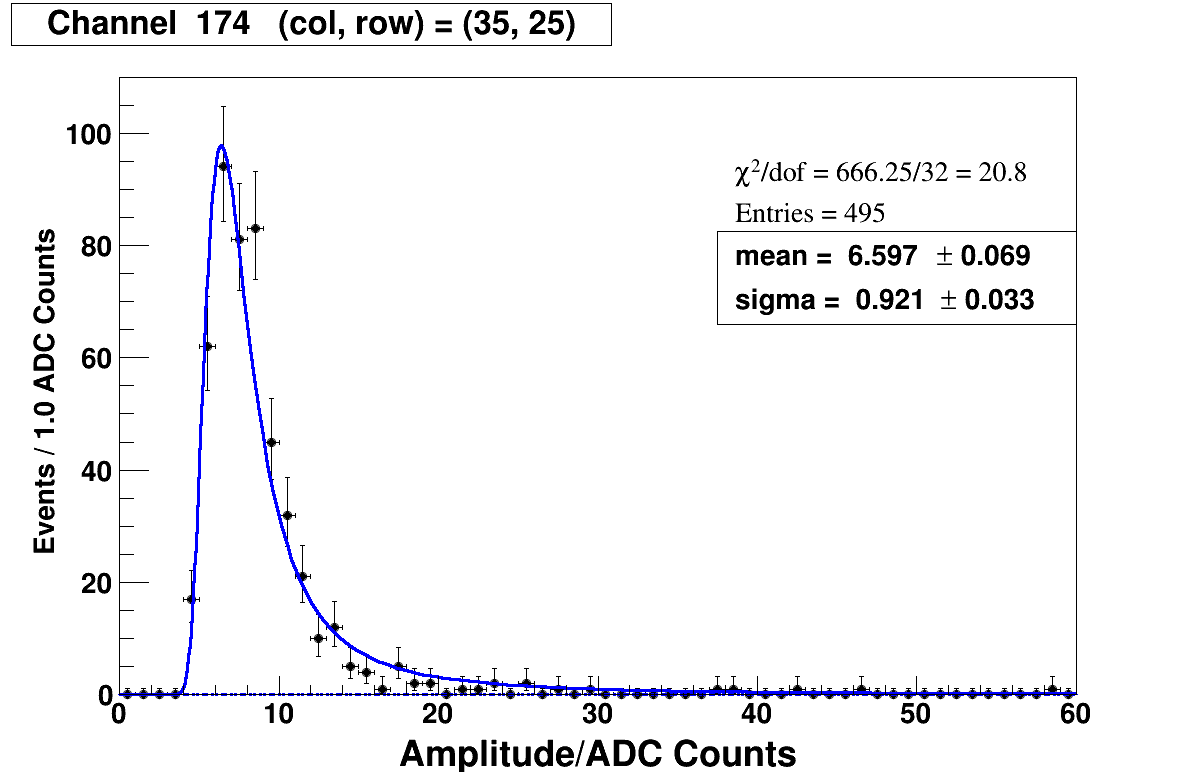 Channel 174 (col, row) = (35, 25)
χ²/dof = 666.25/32 = 20.8
Entries = 495
mean = 6.597 ± 0.069
sigma = 0.921 ± 0.033
Events / 1.0 ADC Counts
100
80
60
40
20
0
0 10 20 30 40 50 60
Amplitude/ADC Counts